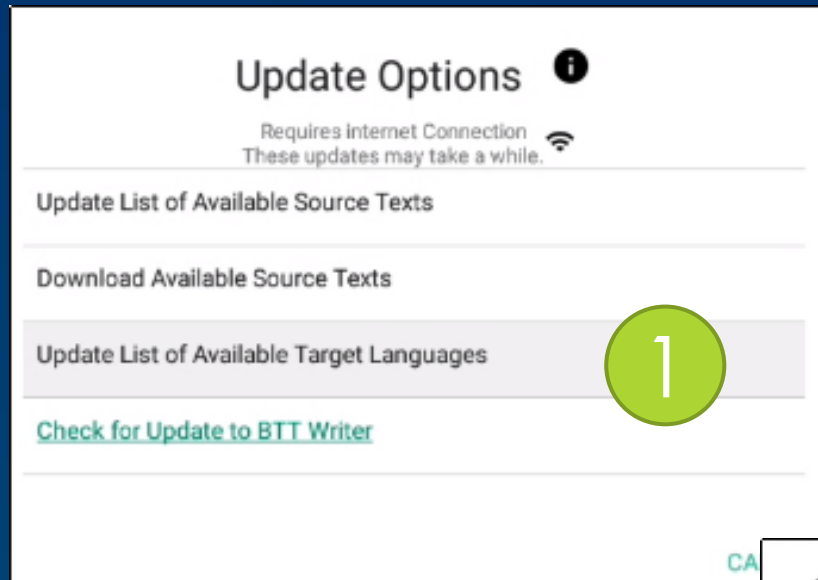 Update Options
Requires internet Connection
These updates may take a while.
Update List of Available Source Texts
Download Available Source Texts
Update List of Available Target Languages
1
Check for Update to BTT Writer
CA